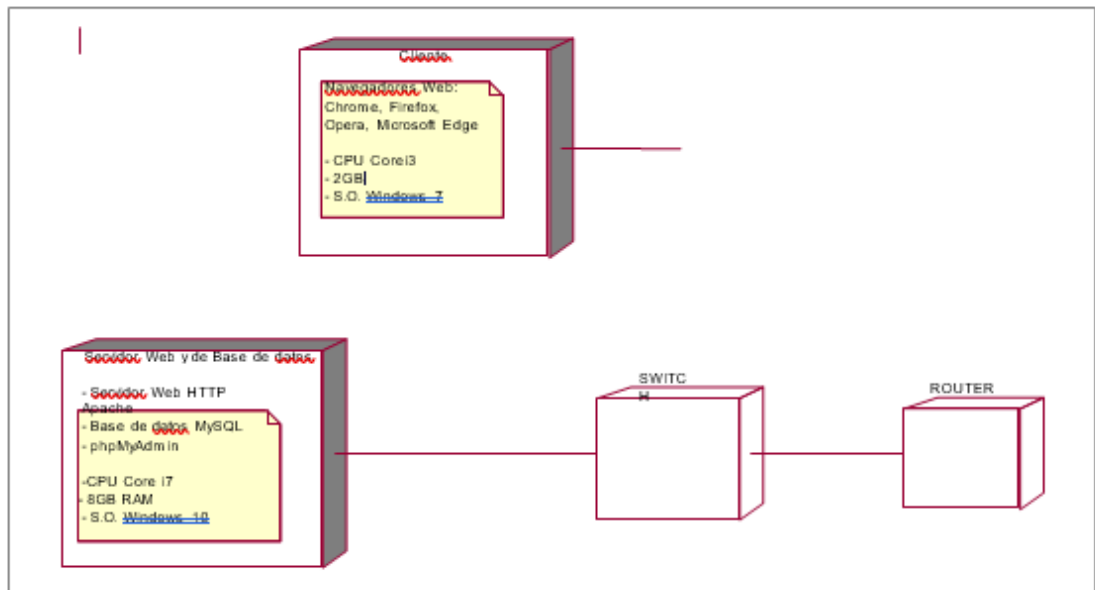 Cliente
Navegadores Web:
Chrome, Firefox,
Opera, Microsoft Edge
- CPU Corei3
- 2GB
- S.O. Windows 7
Servidor Web y de Base de datos
- Servidor Web HTTP
Apache
- Base de datos MySQL
- phpMyAdmin
-CPU Core i7
- 8GB RAM
- S.O. Windows 10
SWITC
H
ROUTER